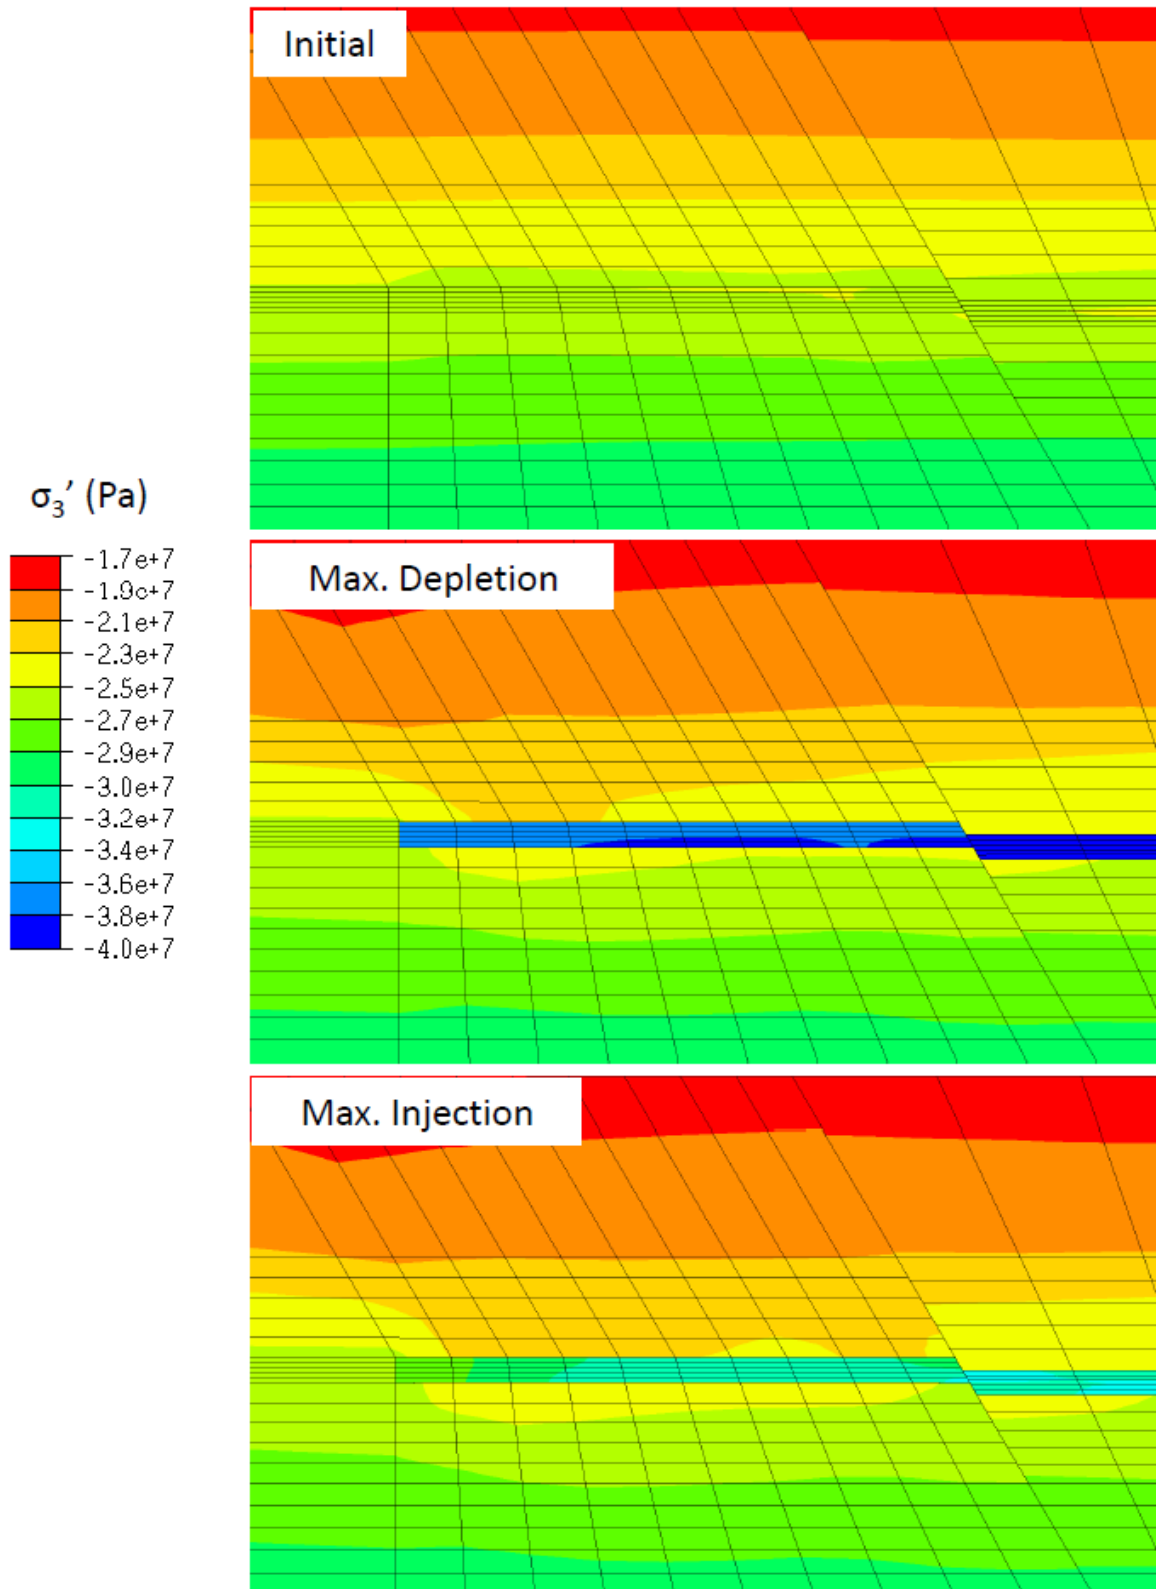 Initial
σ3′ (Pa)
-1.7e+7
-1.9e+7
-2.1e+7
-2.3e+7
-2.5e+7
-2.7e+7
-2.9e+7
-3.0e+7
-3.2e+7
-3.4e+7
-3.6e+7
-3.8e+7
-4.0e+7
Max. Depletion
Max. Injection